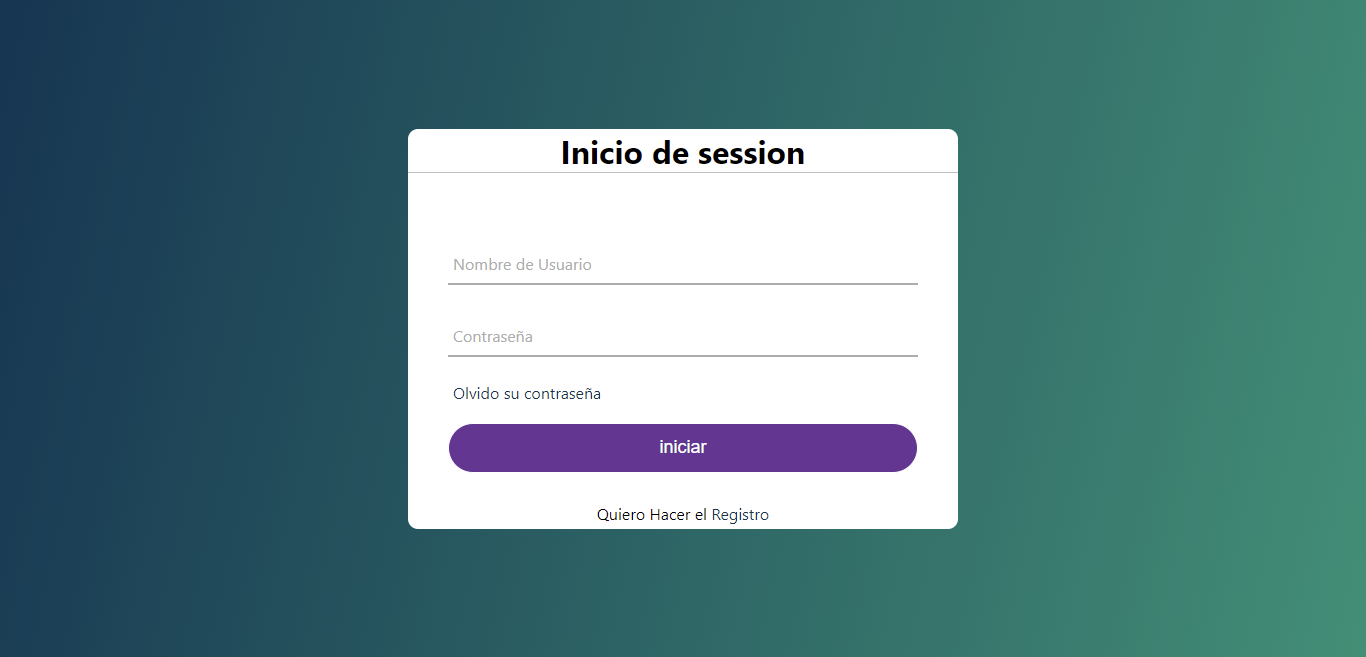 Inicio de session
Nombre de Usuario
Contraseña
Olvido su contraseña
iniciar
Quiero Hacer el Registro